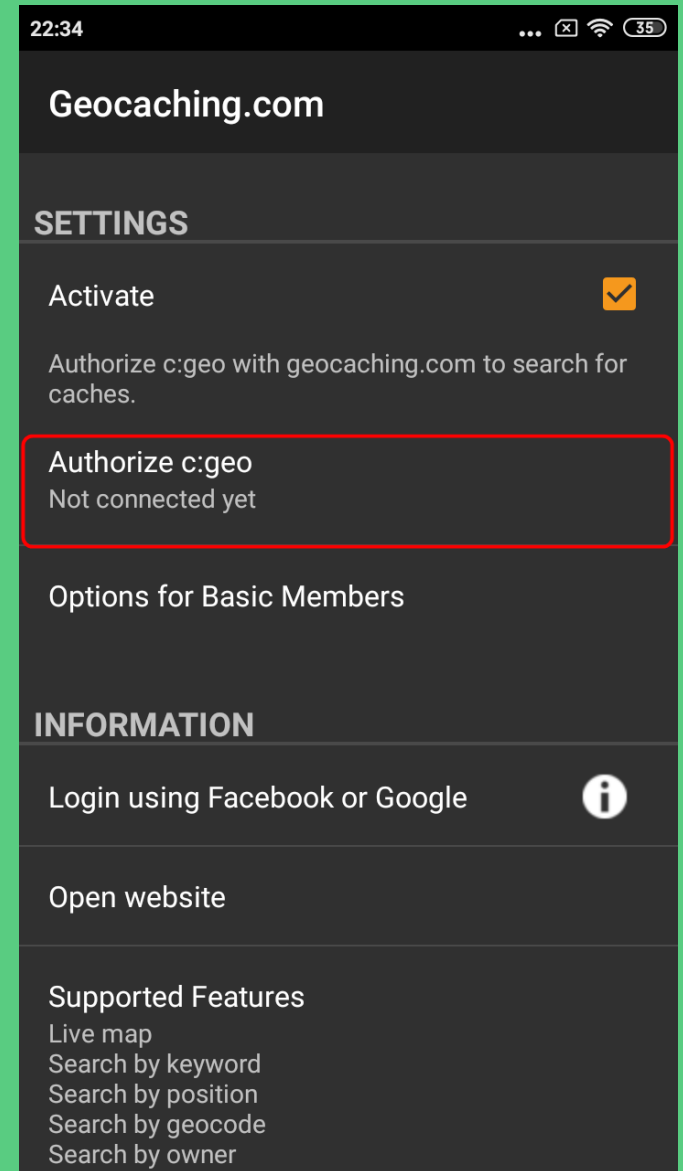 22:34
35
Geocaching.com
SETTINGS
Activate
Authorize c:geo with geocaching.com to search for
caches.
Authorize c:geo
Not connected yet
Options for Basic Members
INFORMATION
Login using Facebook or Google
Open website
Supported Features
Live map
Search by keyword
Search by position
Search by geocode
Search by owner